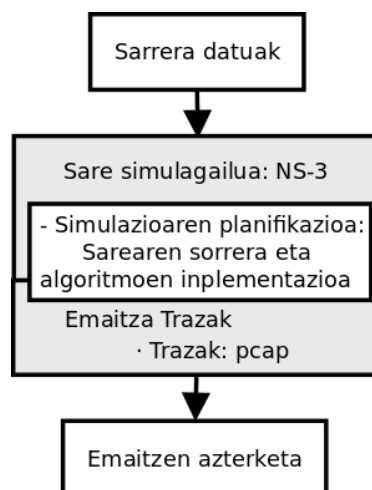 Sarrera datuak
Sare simulagailua: NS-3
- Simulazioaren planifikazioa:
Sarearen sorrera eta
algoritmoen inplementazioa
Emaitza Trazak
· Trazak: pcap
Emaitzen azterketa